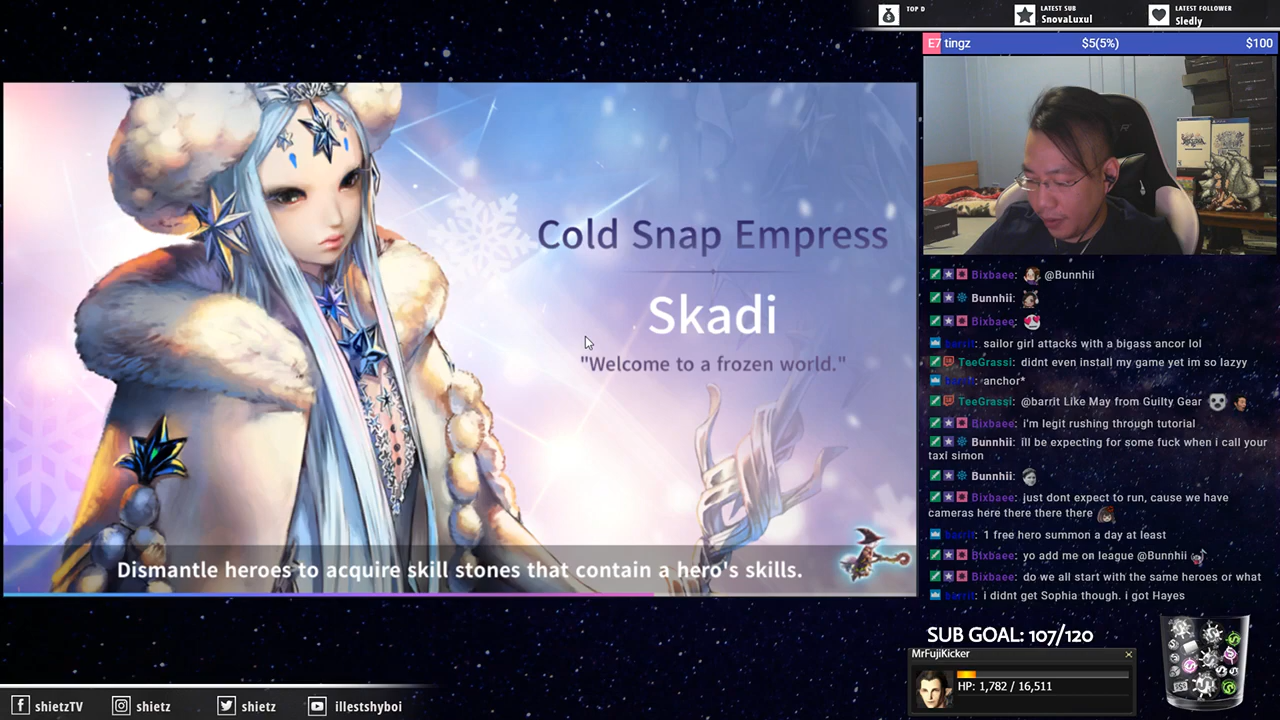 TOP D
LATEST SUB
SnovaLuxul
LATEST FOLLOWER
Sledly
E7 tingz
$5(5%)
$100
Cold Snap Empress
Skadi
"Welcome to a frozen world."
Dismantle heroes to acquire skill stones that contain a hero's skills.
Bixbaee: @Bunnhii
Bunnhii:
Bixbaee:
barrit: sailor girl attacks with a bigass ancor lol
TeeGrassi: didnt even install my game yet im so lazyy
barrit: anchor*
TeeGrassi: @barrit Like May from Guilty Gear
Bixbaee: i'm legit rushing through tutorial
Bunnhii: i'll be expecting for some fuck when i call your
taxi simon
Bunnhii:
Bixbaee: just dont expect to run, cause we have
cameras here there there there
barrit: 1 free hero summon a day at least
Bixbaee: yo add me on league @Bunnhii
Bixbaee: do we all start with the same heroes or what
barrit: i didnt get Sophia though. i got Hayes
SUB GOAL: 107/120
MrFujiKicker
HP: 1,782 / 16,511
shietzTV
shietz
shietz
illestshyboi